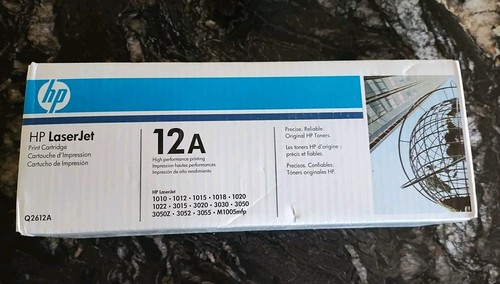 hp
HP LaserJet
Print Cartridge
Cartouche d'Impression
Cartucho de Impresión
Q2612A
12A
High performance printing
Impression hautes performances
Impresión de alto rendimiento
HP LaserJet
1010 • 1012 • 1015 • 1018 • 1020
1022 • 3015 • 3020 • 3030 • 3050
3050Z • 3052 • 3055 • M1005mfp
Precise. Reliable.
Original HP Toners.
Les toners HP d'origine :
précis et fiables.
Precisos. Confiables.
Tóners originales HP.